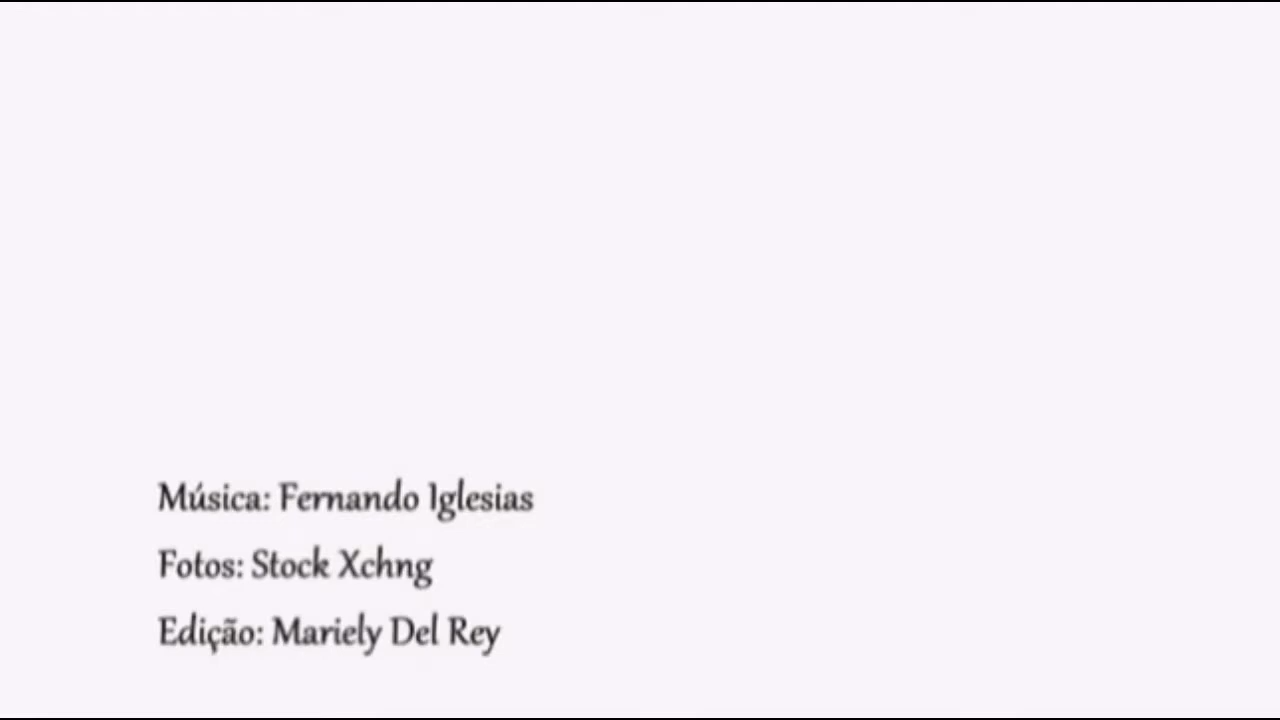 Música: Fernando Iglesias
Fotos: Stock Xchng
Edição: Mariely Del Rey